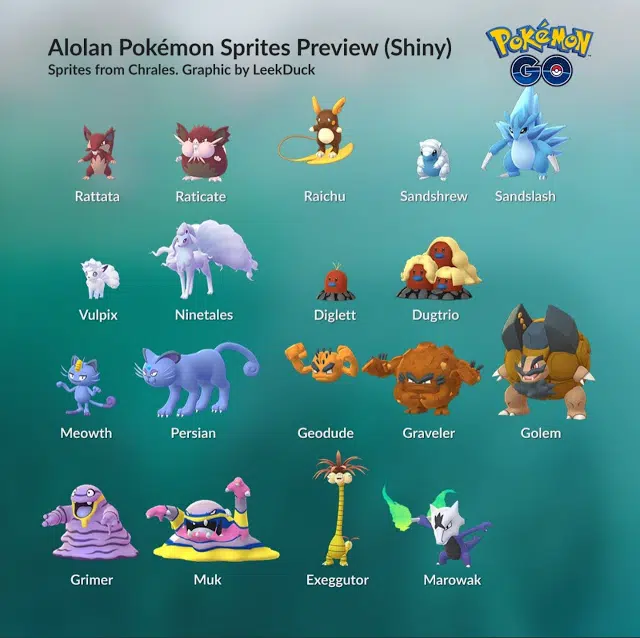 Alolan Pokémon Sprites Preview (Shiny)
Sprites from Chrales. Graphic by LeekDuck
POKéMON
GO
Rattata
Raticate
Raichu
Sandshrew
Sandslash
Vulpix
Ninetales
Diglett
Dugtrio
Meowth
Persian
Geodude
Graveler
Golem
Grimer
Muk
Exeggutor
Marowak